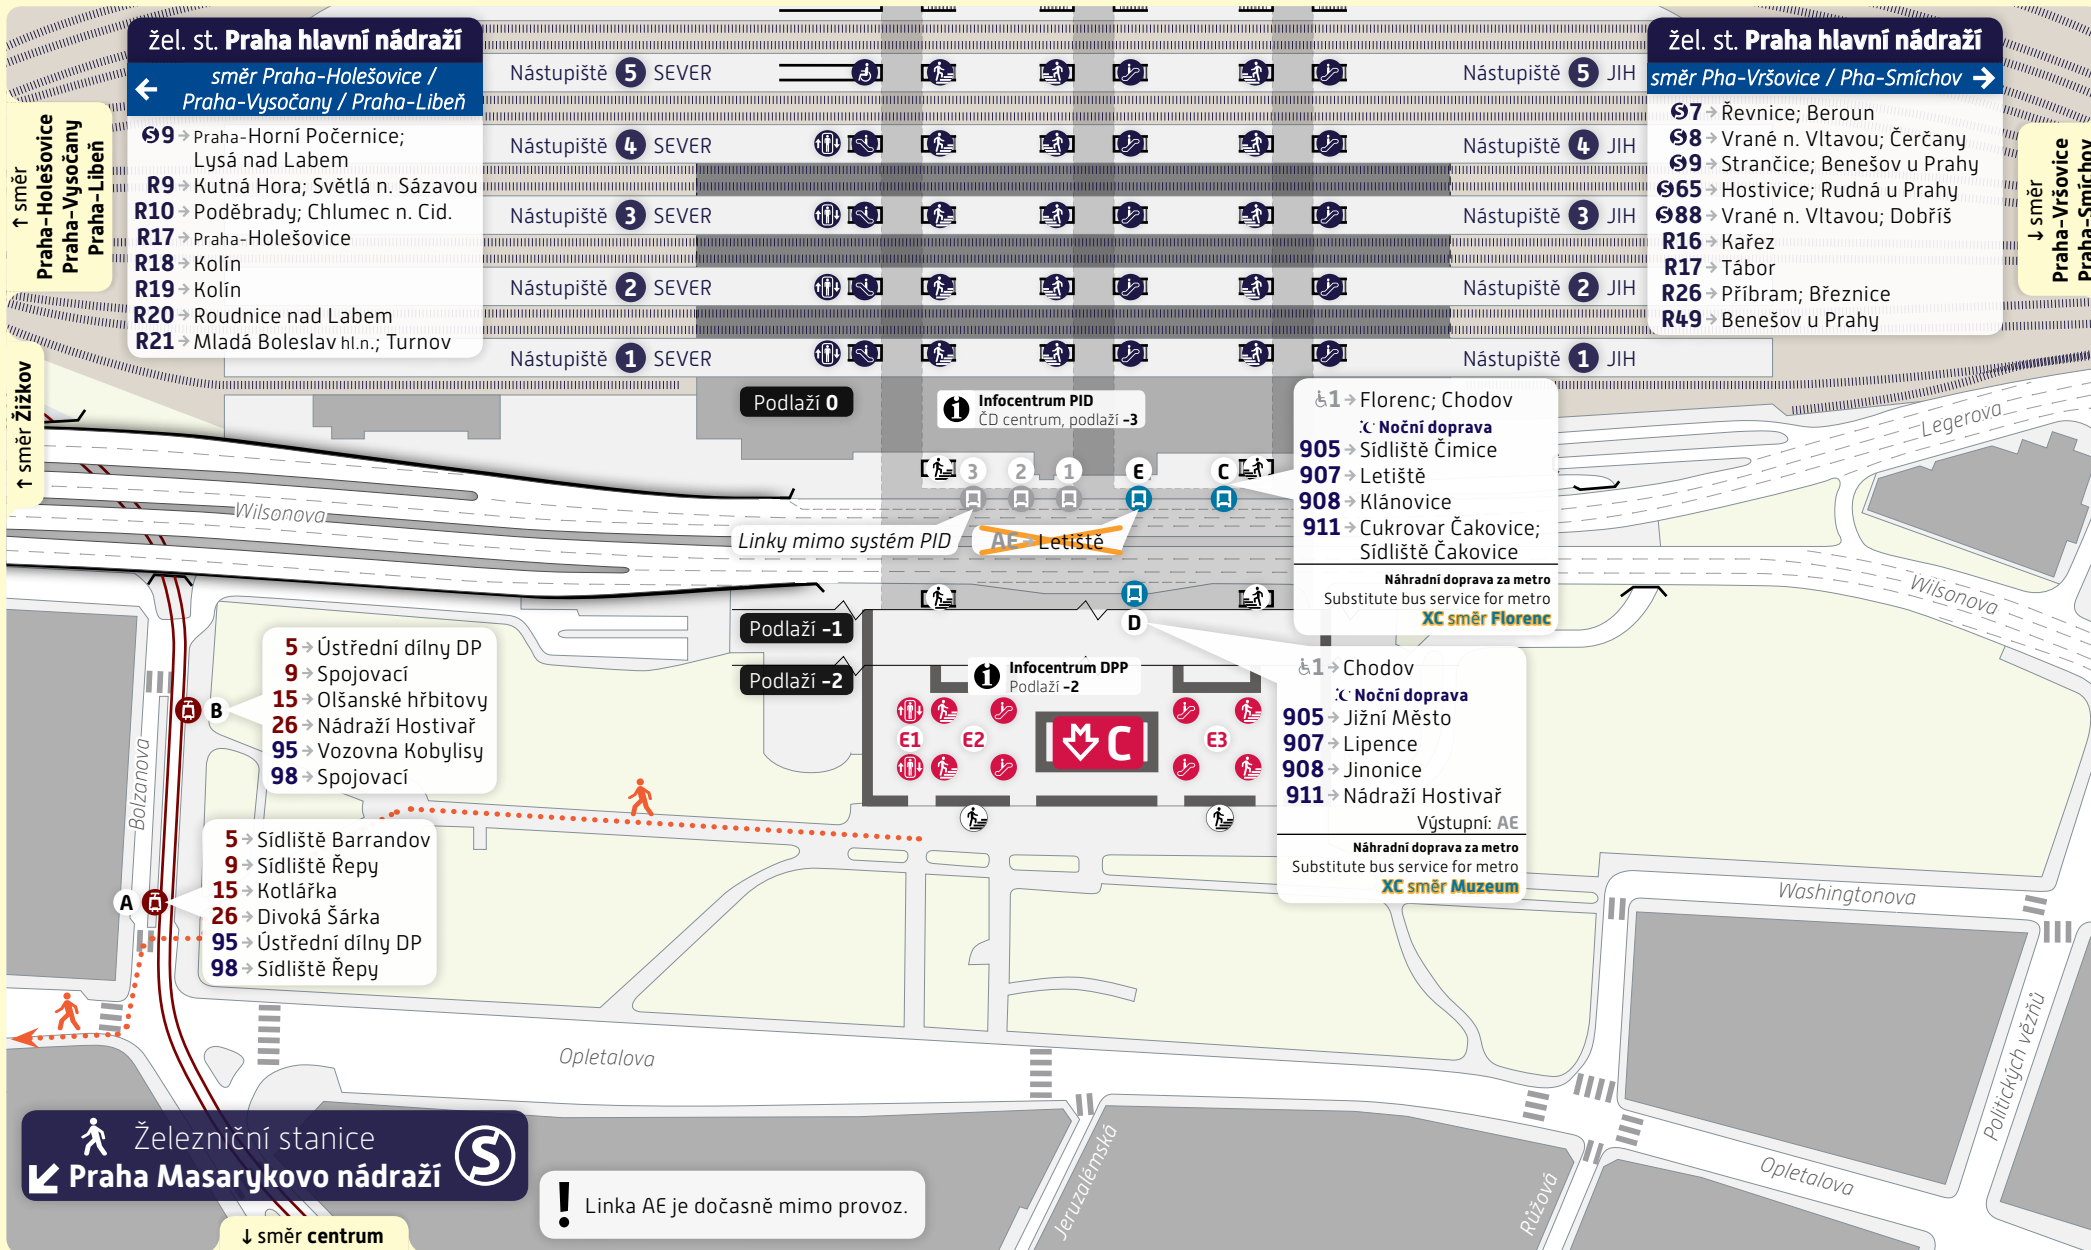 žel. st. Praha hlavní nádraží
směr Praha-Holešovice /
Praha-Vysočany / Praha-Libeň
S9 → Praha-Horní Počernice;
Lysá nad Labem
R9 → Kutná Hora; Světlá n. Sázavou
R10 → Poděbrady; Chlumec n. Cid.
R17 → Praha-Holešovice
R18 → Kolín
R19 → Kolín
R20 → Roudnice nad Labem
R21 → Mladá Boleslav hl.n.; Turnov
↑ směr
Praha-Holešovice
Praha-Vysočany
Praha-Libeň
↑ směr Žižkov
Nástupiště 5 SEVER
Nástupiště 4 SEVER
Nástupiště 3 SEVER
Nástupiště 2 SEVER
Nástupiště 1 SEVER
Nástupiště 5 JIH
Nástupiště 4 JIH
Nástupiště 3 JIH
Nástupiště 2 JIH
Nástupiště 1 JIH
žel. st. Praha hlavní nádraží
směr Pha-Vršovice / Pha-Smíchov →
S7 → Řevnice; Beroun
S8 → Vrané n. Vltavou; Čerčany
S9 → Strančice; Benešov u Prahy
S65 → Hostivice; Rudná u Prahy
S88 → Vrané n. Vltavou; Dobříš
R16 → Kařez
R17 → Tábor
R26 → Příbram; Březnice
R49 → Benešov u Prahy
↓ směr
Praha-Vršovice
Praha-Smíchov
Podlaží 0
Infocentrum PID
ČD centrum, podlaží -3
3 2 1 E C
Linky mimo systém PID
AE → Letiště
1 → Florenc; Chodov
Noční doprava
905 → Sídliště Čimice
907 → Letiště
908 → Klánovice
911 → Cukrovar Čakovice;
Sídliště Čakovice
Náhradní doprava za metro
Substitute bus service for metro
XC směr Florenc
Legerova
Wilsonova
Wilsonova
D
Podlaží -1
Podlaží -2
Infocentrum DPP
Podlaží -2
E1 E2 C E3
1 → Chodov
Noční doprava
905 → Jižní Město
907 → Lipence
908 → Jinonice
911 → Nádraží Hostivař
Výstupní: AE
Náhradní doprava za metro
Substitute bus service for metro
XC směr Muzeum
B
5 → Ústřední dílny DP
9 → Spojovací
15 → Olšanské hřbitovy
26 → Nádraží Hostivař
95 → Vozovna Kobylisy
98 → Spojovací
Bolzanova
A
5 → Sídliště Barrandov
9 → Sídliště Řepy
15 → Kotlářka
26 → Divoká Šárka
95 → Ústřední dílny DP
98 → Sídliště Řepy
Washingtonova
Politických vězňů
Opletalova
Opletalova
Jeruzalémská
Růžová
Železniční stanice
Praha Masarykovo nádraží
S
! Linka AE je dočasně mimo provoz.
↓ směr centrum